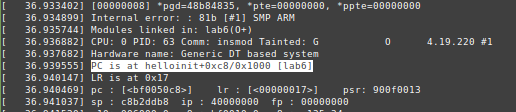 [   36.933402] [00000008] *pgd=48b84835, *pte=00000000, *ppte=00000000
[   36.934899] Internal error: : 81b [#1] SMP ARM
[   36.935744] Modules linked in: lab6(O+)
[   36.936882] CPU: 0 PID: 63 Comm: insmod Tainted: G           O      4.19.220 #1
[   36.937682] Hardware name: Generic DT based system
[   36.939555] PC is at helloinit+0xc8/0x1000 [lab6]
[   36.940147] LR is at 0x17
[   36.940469] pc : [<bf0050c8>]    lr : [<00000017>]    psr: 900f0013
[   36.941037] sp : c8b2ddb8  ip : 40000000  fp : 00000000